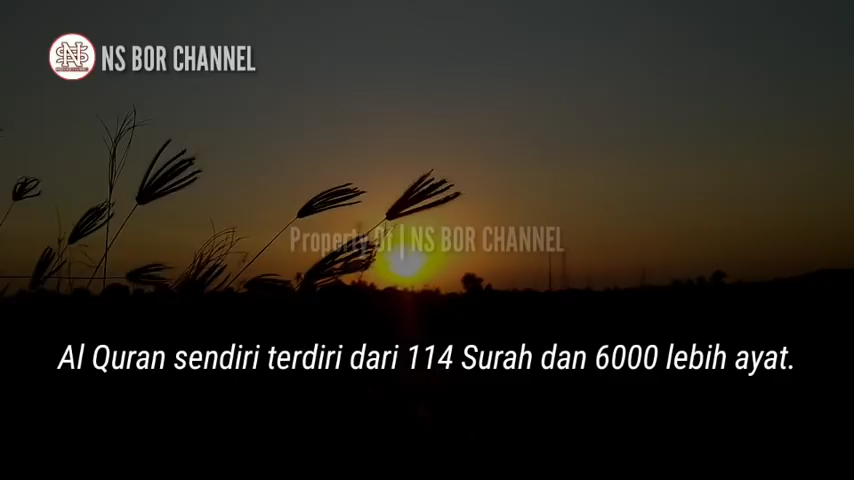 NS BOR CHANNEL
Property Of | NS BOR CHANNEL
Al Quran sendiri terdiri dari 114 Surah dan 6000 lebih ayat.